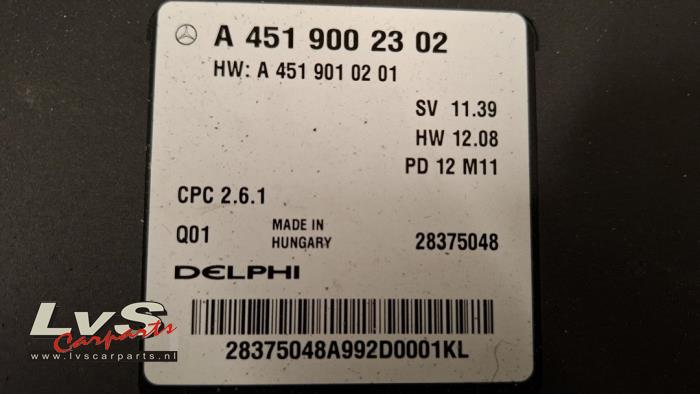 A 451 900 23 02
HW: A 451 901 02 01
SV 11.39
HW 12.08
PD 12 M11
CPC 2.6.1
Q01
MADE IN
HUNGARY
28375048
DELPHI
28375048A992D0001KL
LvS
Carparts
www.lvscarparts.nl